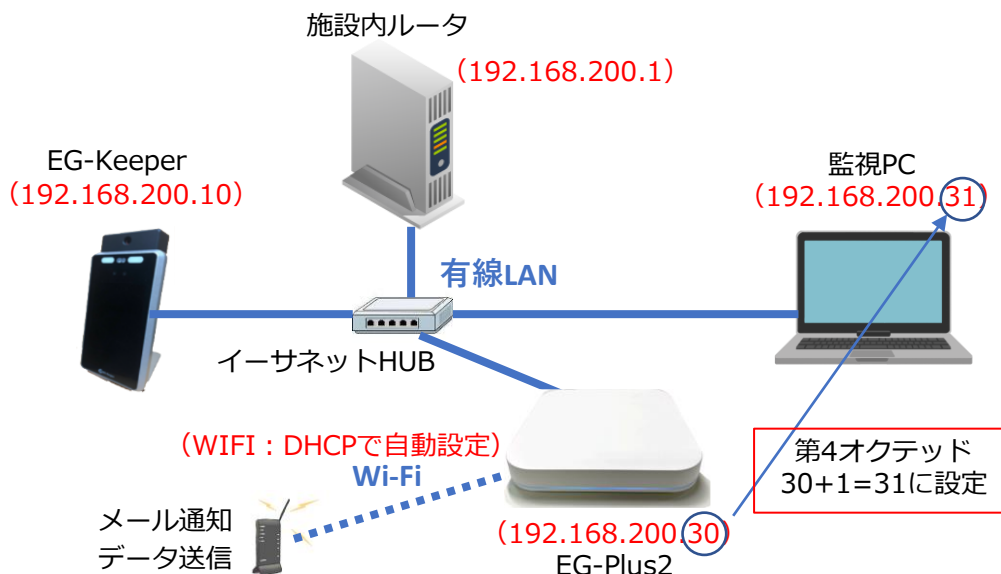 施設内ルータ
（192.168.200.1）
EG-Keeper
（192.168.200.10）
監視PC
（192.168.200.31）
有線LAN
イーサネットHUB
（WIFI：DHCPで自動設定）
Wi-Fi
第4オクテッド
30+1=31に設定
メール通知
データ送信
（192.168.200.30）
EG-Plus2